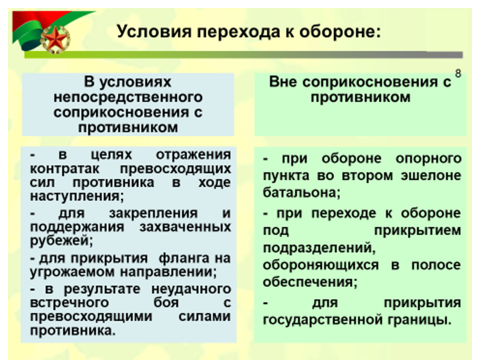 Условия перехода к обороне:
8
В условиях
непосредственного
соприкосновения с
противником
Вне соприкосновения с
противником
- в целях отражения
контратак превосходящих
сил противника в ходе
наступления;
- для закрепления и
поддержания захваченных
рубежей;
- для прикрытия фланга на
угрожаемом направлении;
- в результате неудачного
встречного боя с
превосходящими силами
противника.
- при обороне опорного
пункта во втором эшелоне
батальона;
- при переходе к обороне
под прикрытием
подразделений,
обороняющихся в полосе
обеспечения;
- для прикрытия
государственной границы.